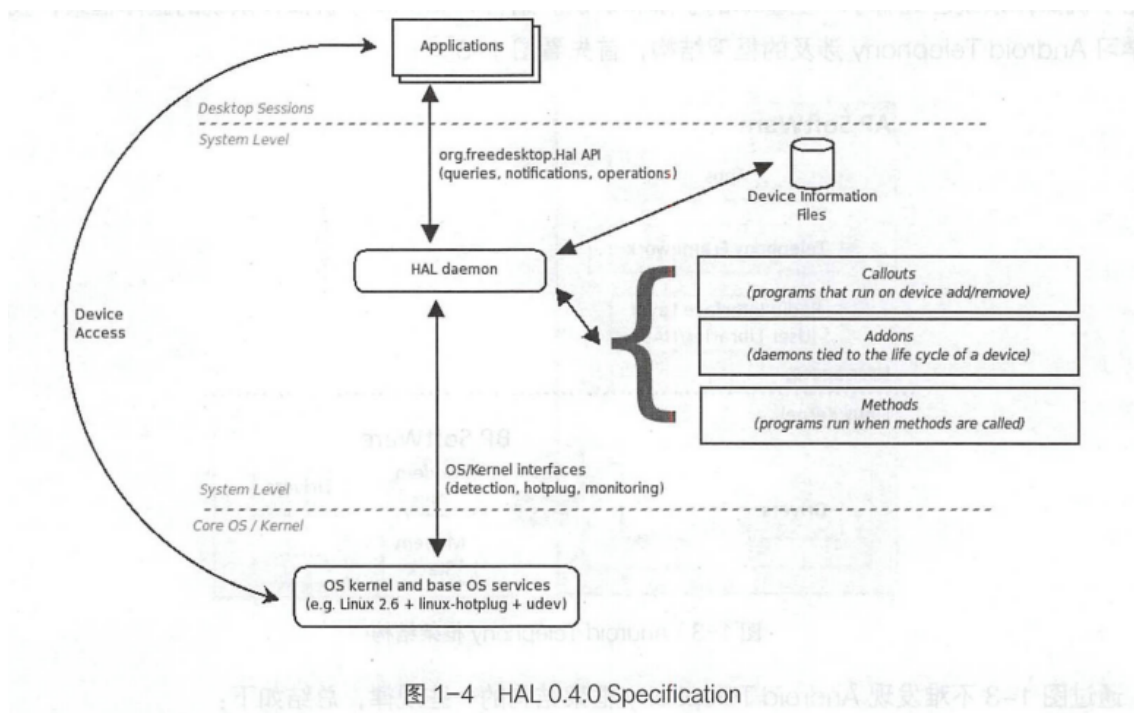 Applications
Desktop Sessions
System Level
org.freedesktop.Hal API
(queries, notifications, operations)
Device Information
Files
HAL daemon
Callouts
(programs that run on device add/remove)
Addons
(daemons tied to the life cycle of a device)
Methods
(programs run when methods are called)
Device
Access
OS/Kernel interfaces
(detection, hotplug, monitoring)
System Level
Core OS / Kernel
OS kernel and base OS services
(e.g. Linux 2.6 + linux-hotplug + udev)
图 1-4 HAL 0.4.0 Specification